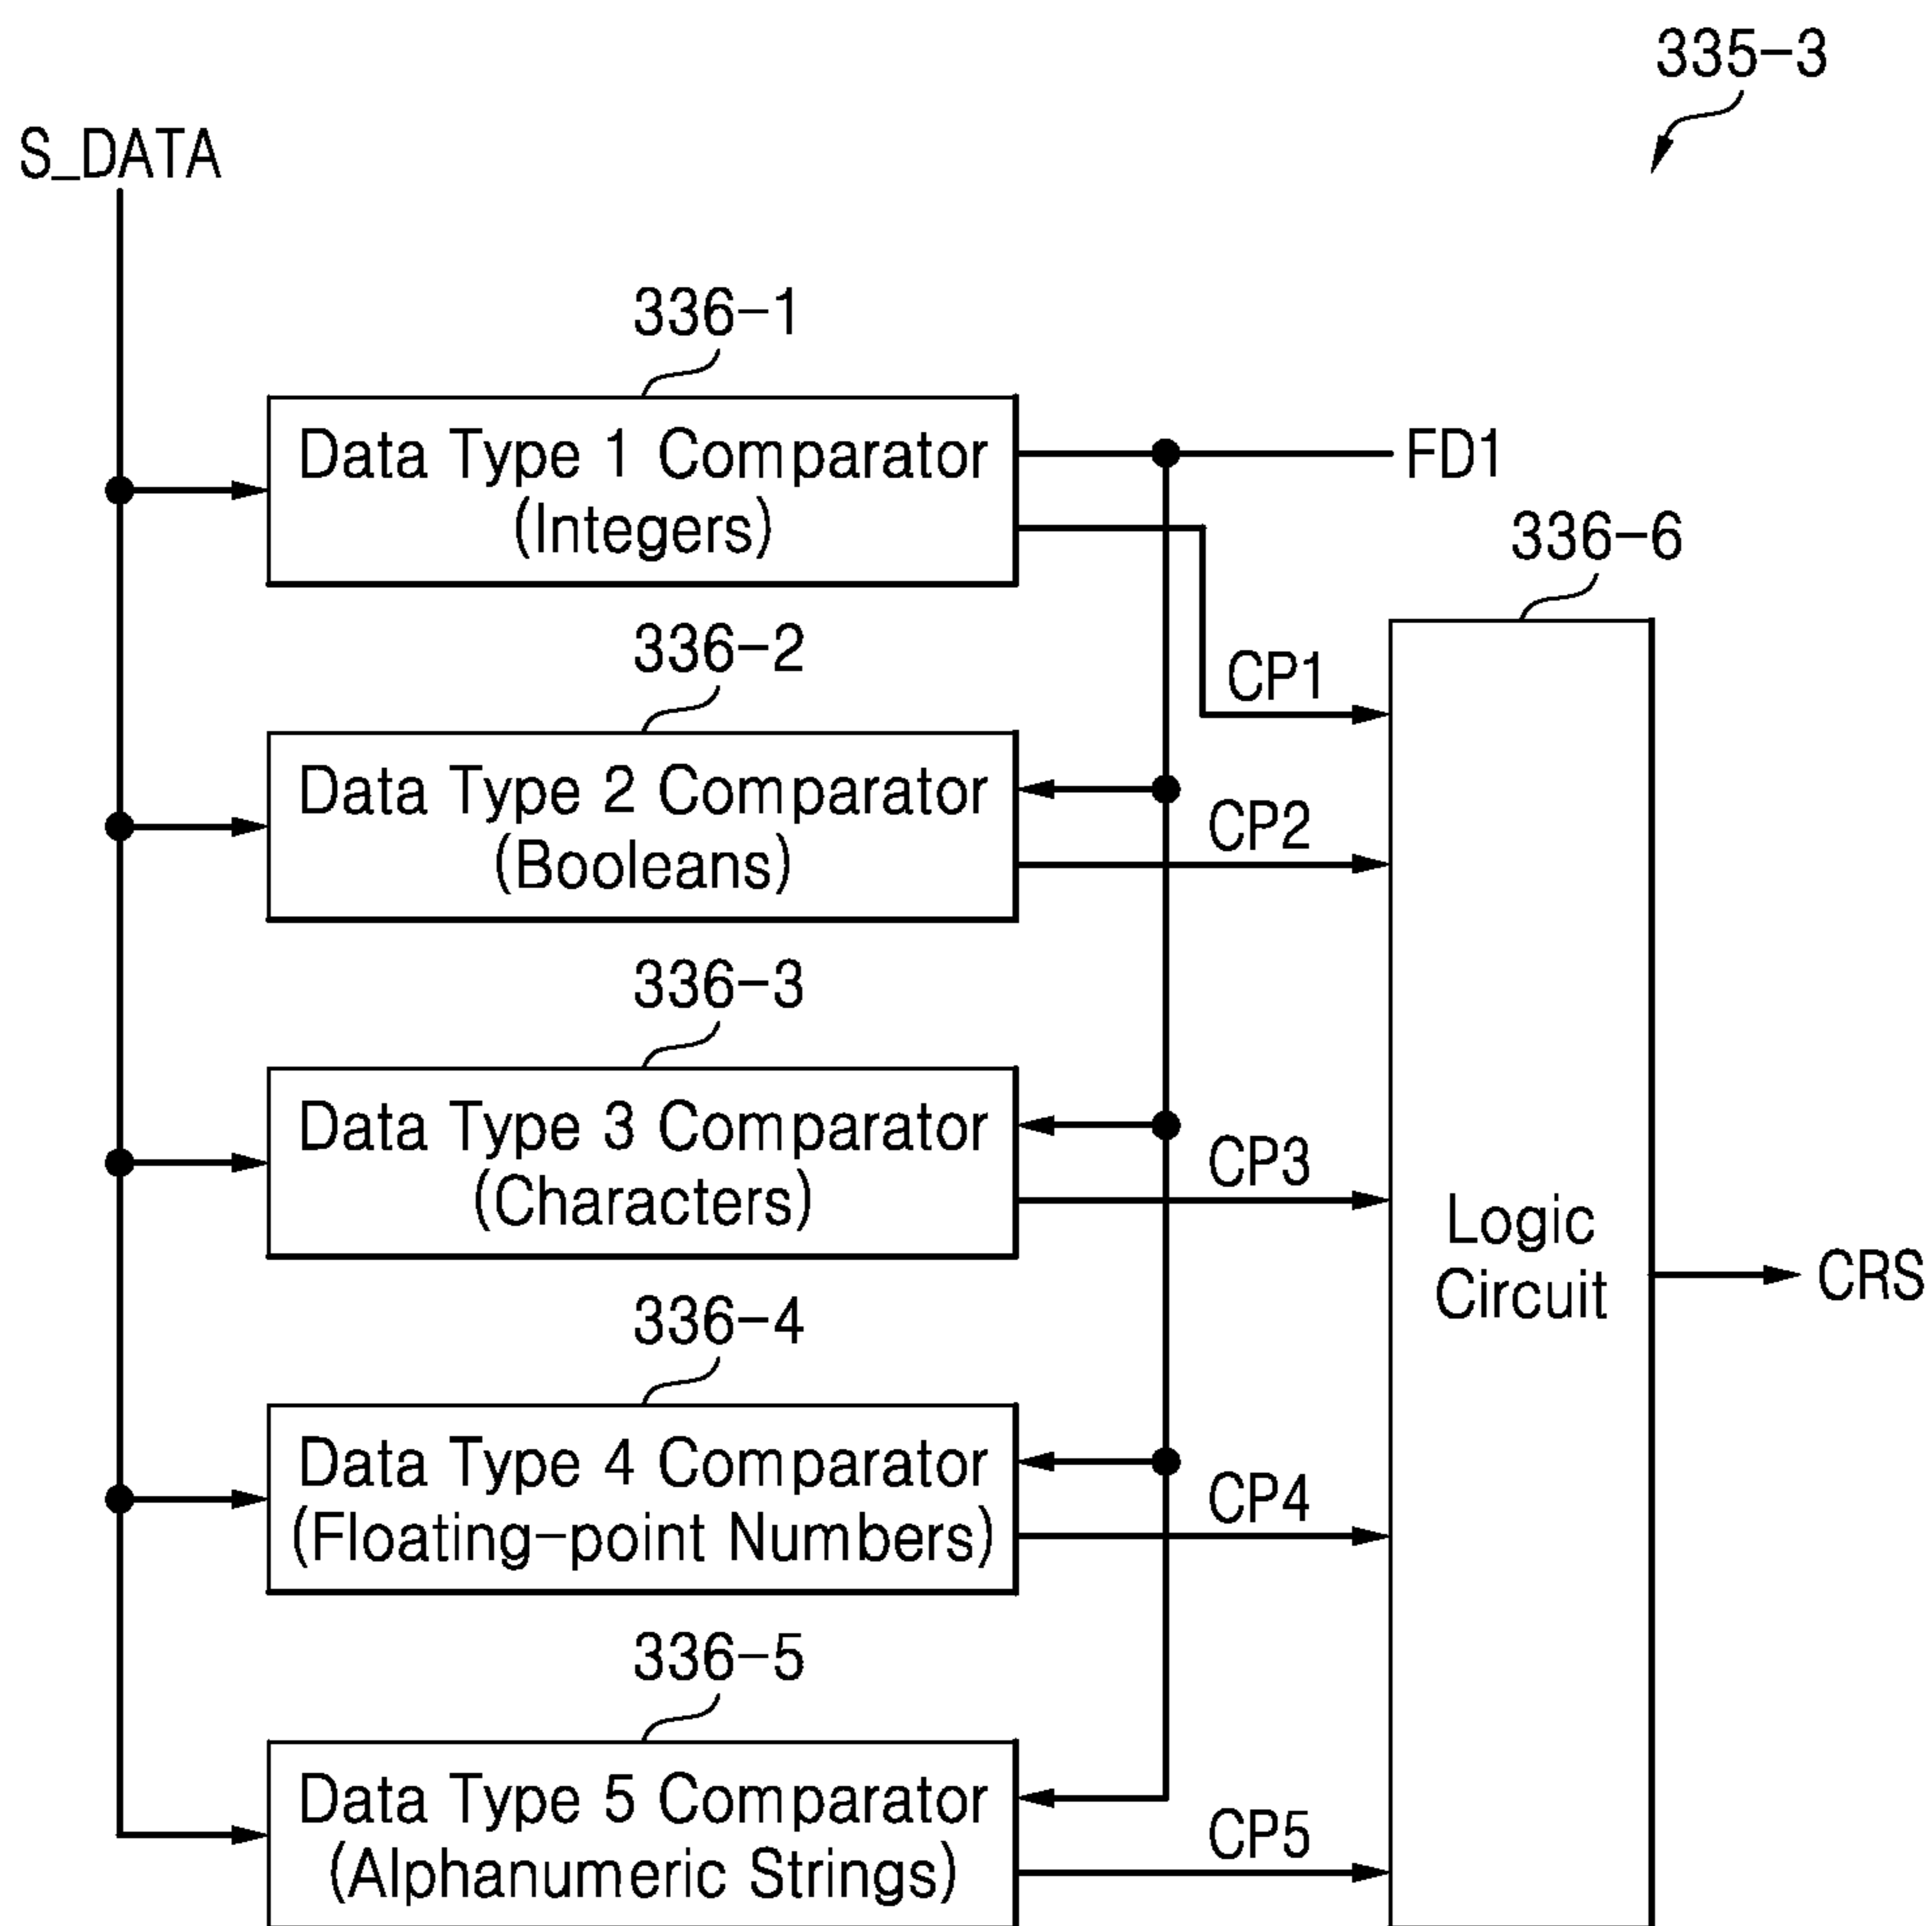 335-3
S_DATA
336-1
Data Type 1 Comparator
(Integers)
FD1
336-6
336-2
CP1
Data Type 2 Comparator
(Booleans)
CP2
336-3
Data Type 3 Comparator
(Characters)
CP3
Logic
Circuit
CRS
336-4
Data Type 4 Comparator
(Floating-point Numbers)
CP4
336-5
Data Type 5 Comparator
(Alphanumeric Strings)
CP5